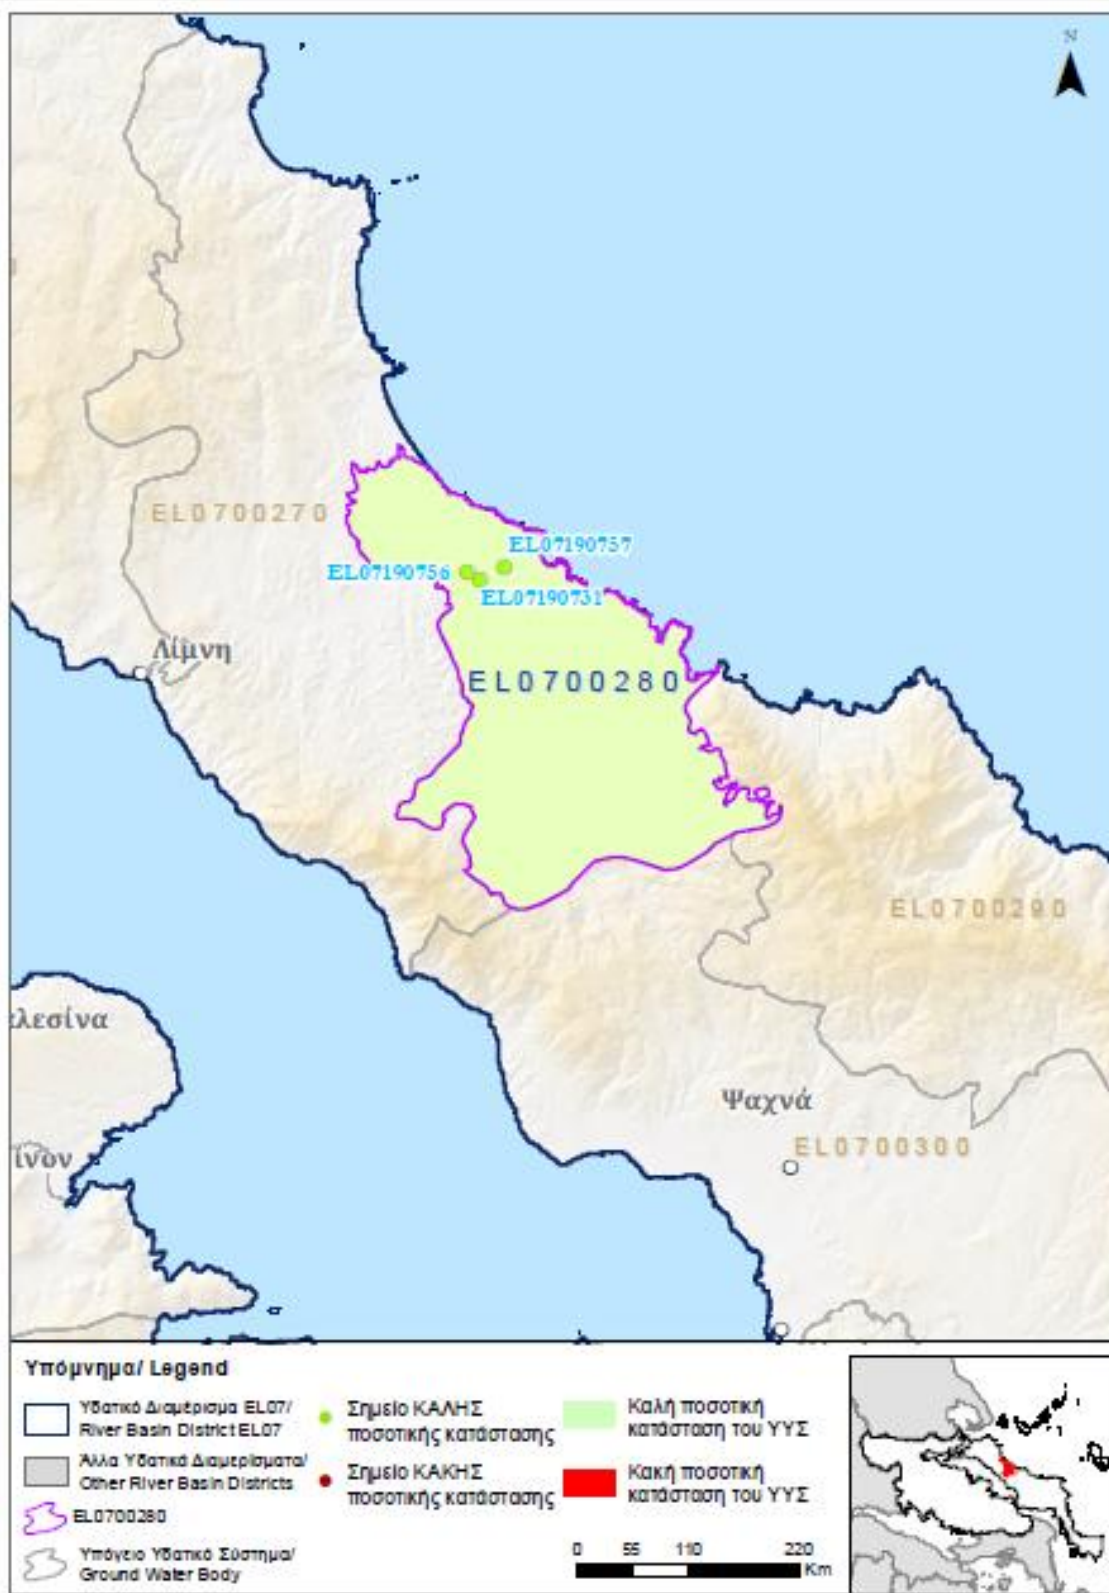 N
EL0700270
EL07190757
EL07190756
EL07190731
Λίμνη
EL0700280
EL0700290
λεσίνα
Ψαχνά
ίνον
EL0700300
Υπόμνημα/ Legend
Υδατικό Διαμέρισμα EL07/
River Basin District EL07
Άλλα Υδατικά Διαμερίσματα/
Other River Basin Districts
EL0700280
Υπόγειο Υδατικό Σύστημα/
Ground Water Body
Σημείο ΚΑΛΗΣ
ποσοτικής κατάστασης
Σημείο ΚΑΚΗΣ
ποσοτικής κατάστασης
Καλή ποσοτική
κατάσταση του ΥΥΣ
Κακή ποσοτική
κατάσταση του ΥΥΣ
0 55 110 220
Km